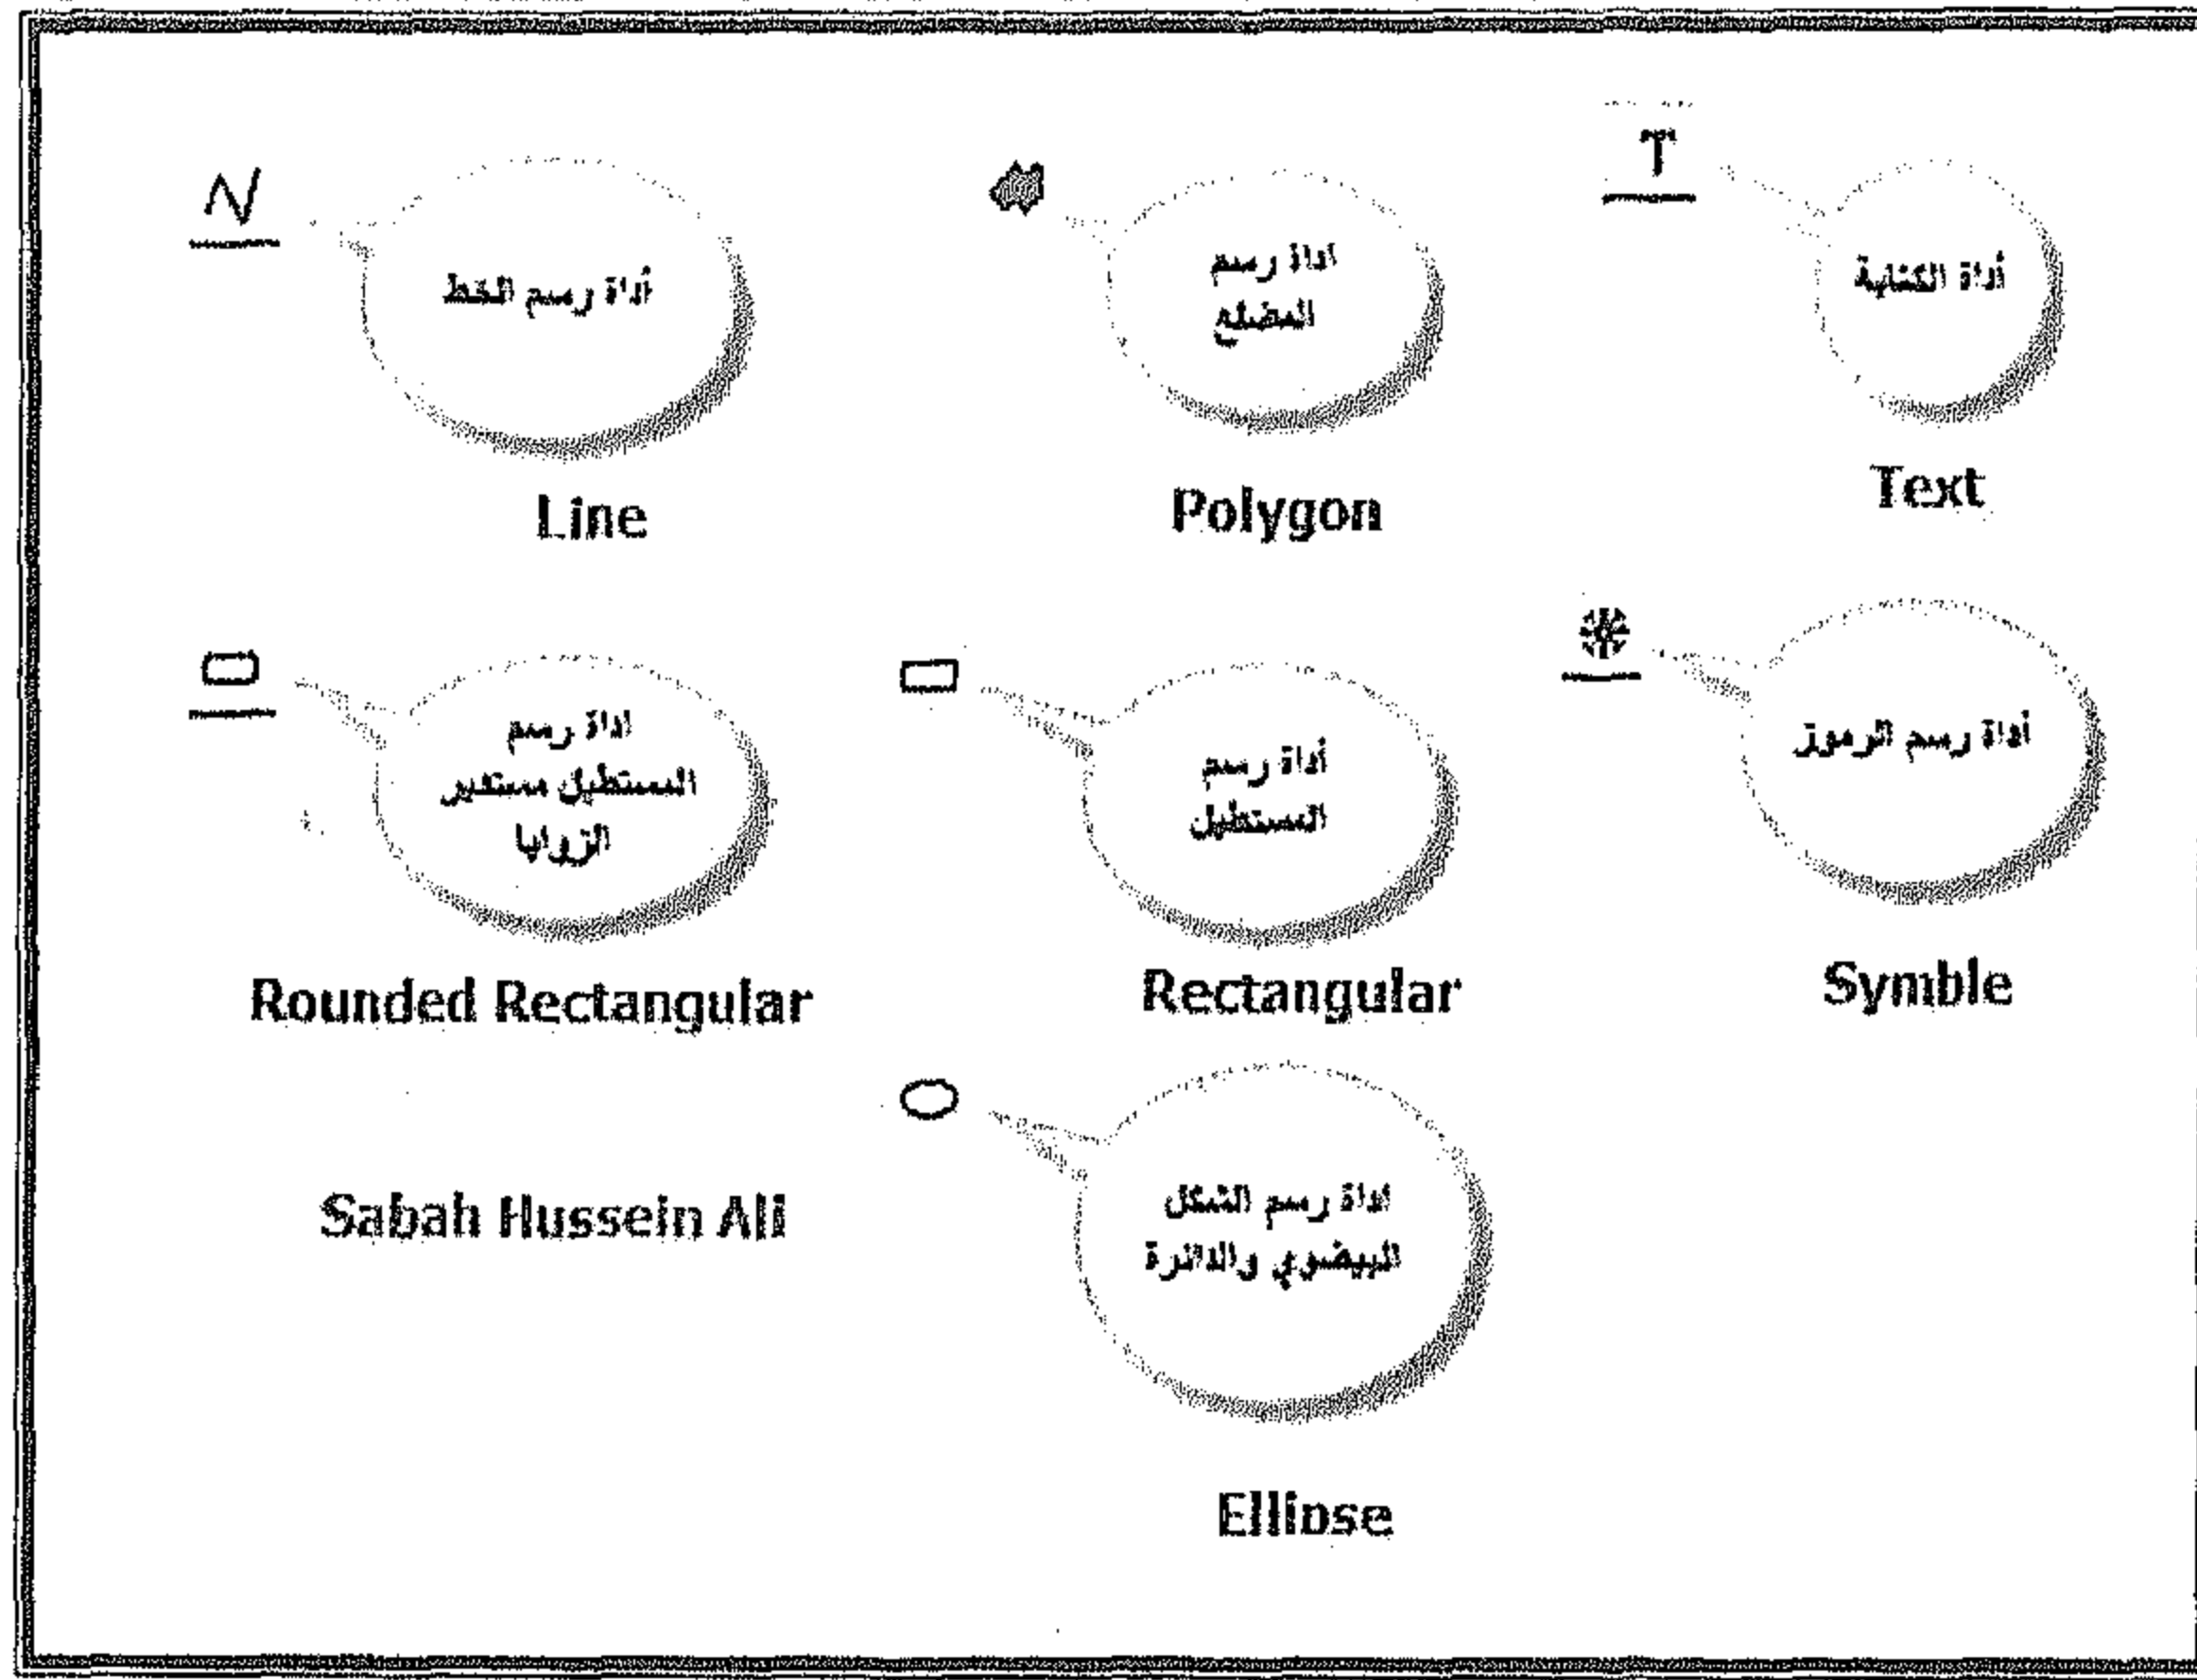 T
أداة رسم الخط
اداة رسم
المضلع
أداة الكتابة
Line
Polygon
Text
اداة رسم
المستطيل مستدير
الزوايا
أداة رسم
المستطيل
أداة رسم الرموز
Rounded Rectangular
Rectangular
Symble
Sabah Hussein Ali
اداة رسم الشكل
البيضوي والدائرة
Ellipse